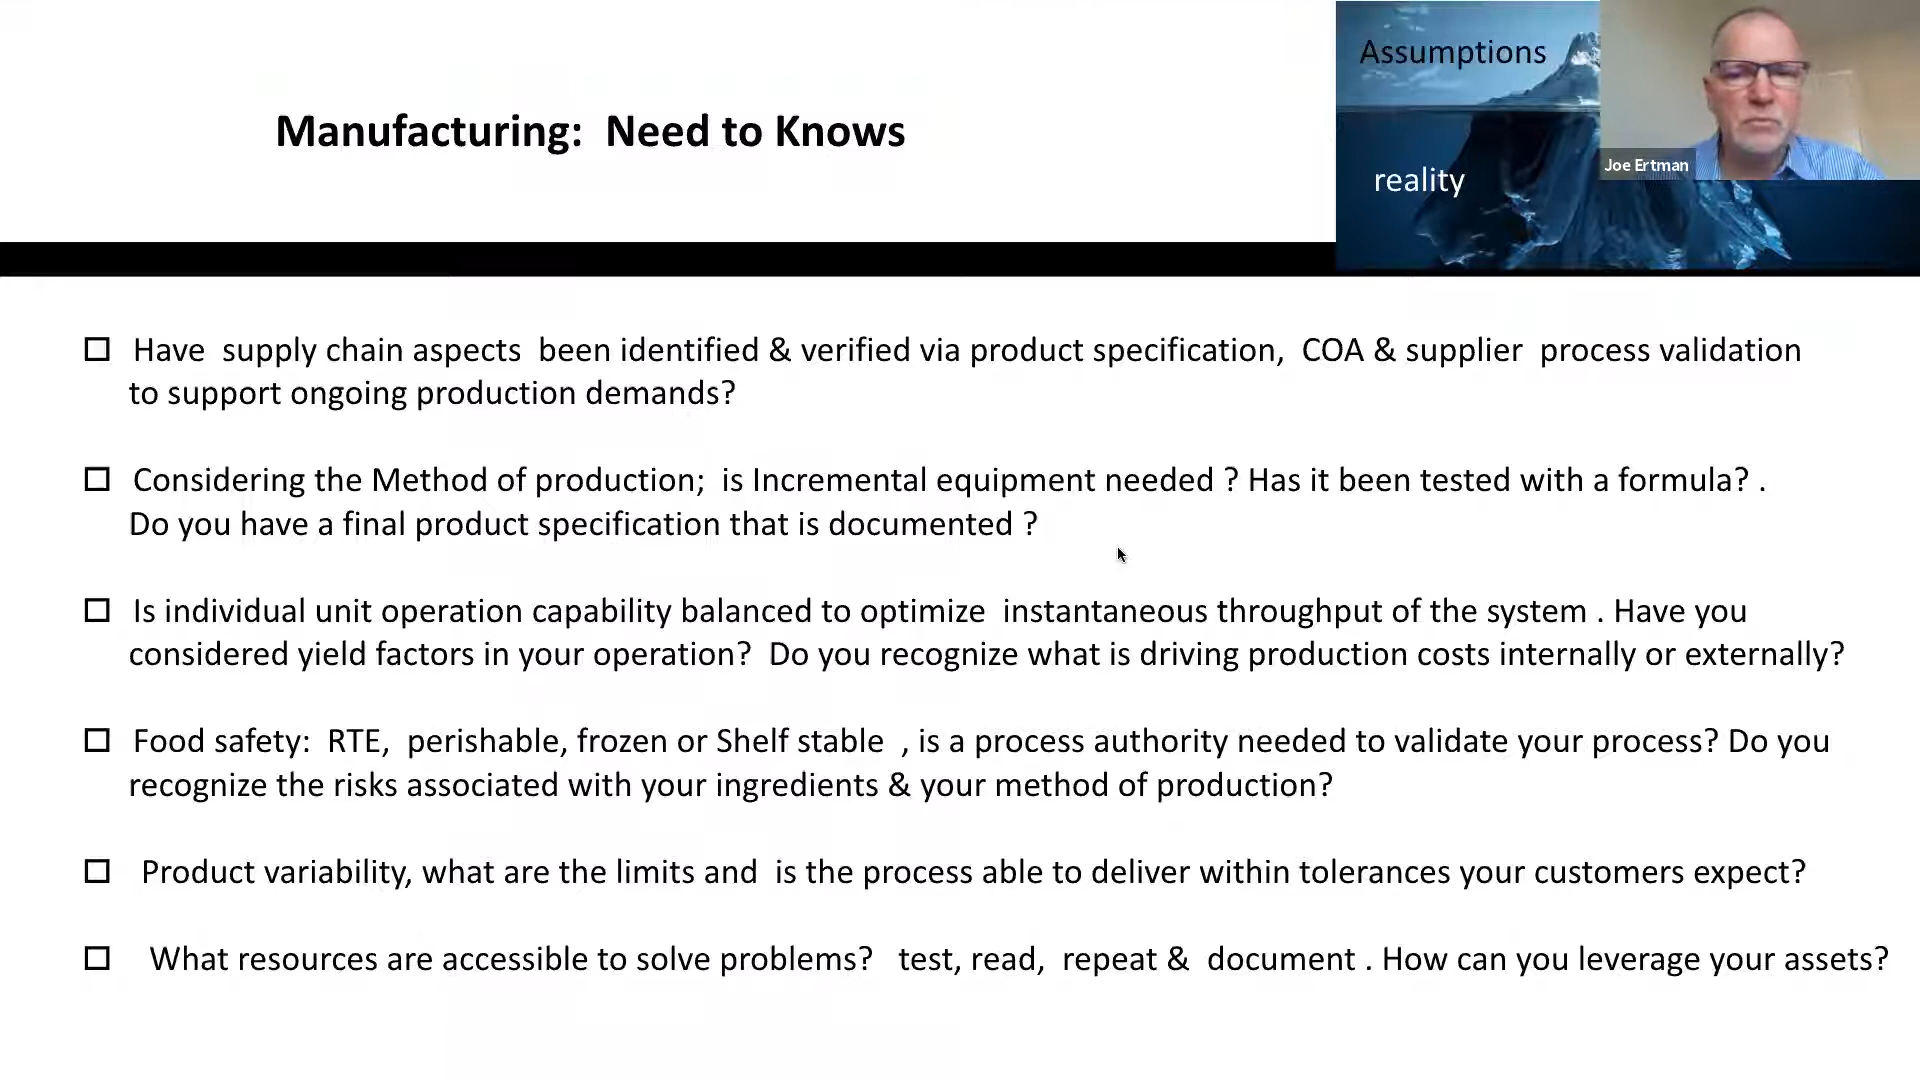 Assumptions
Manufacturing: Need to Knows
Joe Ertman
reality
Have supply chain aspects been identified & verified via product specification, COA & supplier process validation
to support ongoing production demands?
Considering the Method of production; is Incremental equipment needed ? Has it been tested with a formula? .
Do you have a final product specification that is documented ?
Is individual unit operation capability balanced to optimize instantaneous throughput of the system . Have you
considered yield factors in your operation? Do you recognize what is driving production costs internally or externally?
Food safety: RTE, perishable, frozen or Shelf stable , is a process authority needed to validate your process? Do you
recognize the risks associated with your ingredients & your method of production?
Product variability, what are the limits and is the process able to deliver within tolerances your customers expect?
What resources are accessible to solve problems? test, read, repeat & document . How can you leverage your assets?